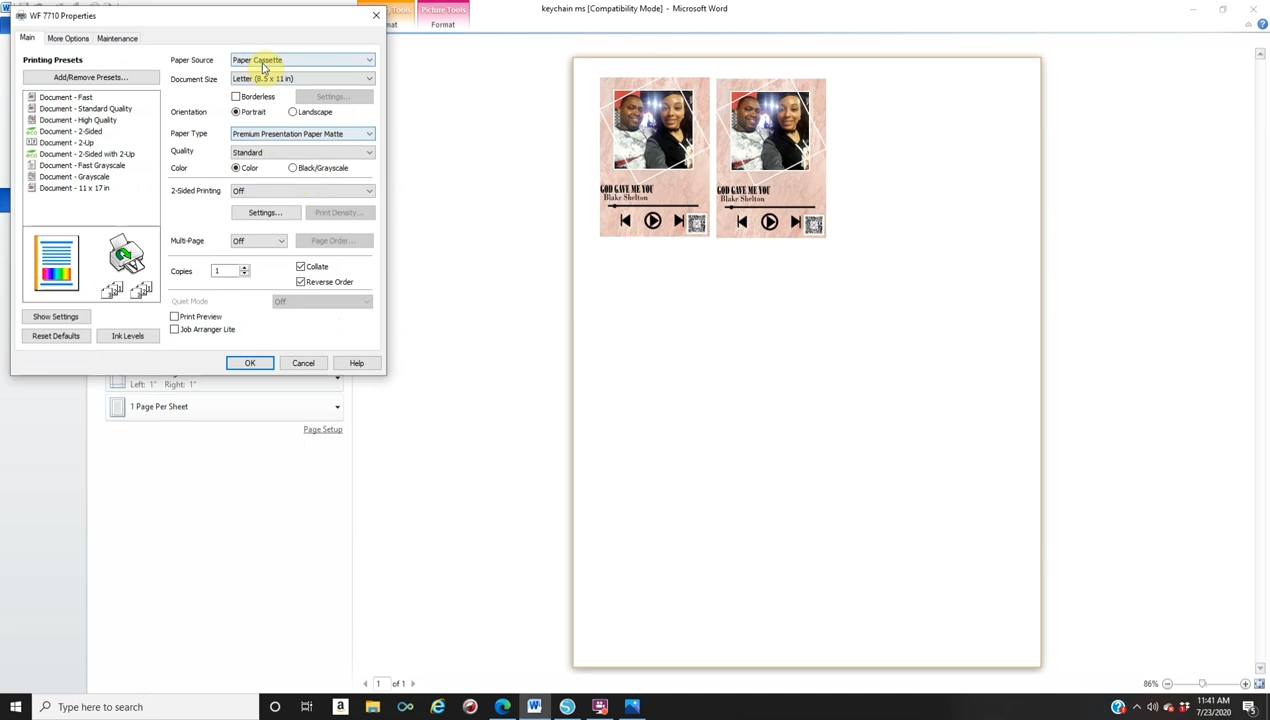 WF 7710 Properties
keychain ms [Compatibility Mode] - Microsoft Word
Picture Tools
Format
Main
More Options
Maintenance
Printing Presets
Add/Remove Presets...
Document - Fast
Document - Standard Quality
Document - High Quality
Document - 2-Sided
Document - 2-Up
Document - 2-Sided with 2-Up
Document - Fast Grayscale
Document - Grayscale
Document - 11 x 17 in
Show Settings
Reset Defaults
Ink Levels
Paper Source
Paper Cassette
Document Size
Letter (8.5 x 11 in)
Borderless
Settings...
Orientation
Portrait
Landscape
Paper Type
Premium Presentation Paper Matte
Quality
Standard
Color
Color
Black/Grayscale
2-Sided Printing
Off
Settings...
Print Density...
Multi-Page
Off
Page Order...
Copies
1
Collate
Reverse Order
Quiet Mode
Off
Print Preview
Job Arranger Lite
OK
Cancel
Help
Left: 1" Right: 1"
1 Page Per Sheet
Page Setup
GOD GAVE ME YOU
Blake Shelton
GOD GAVE ME YOU
Blake Shelton
1 of 1
86%
Type here to search
11:41 AM
7/23/2020